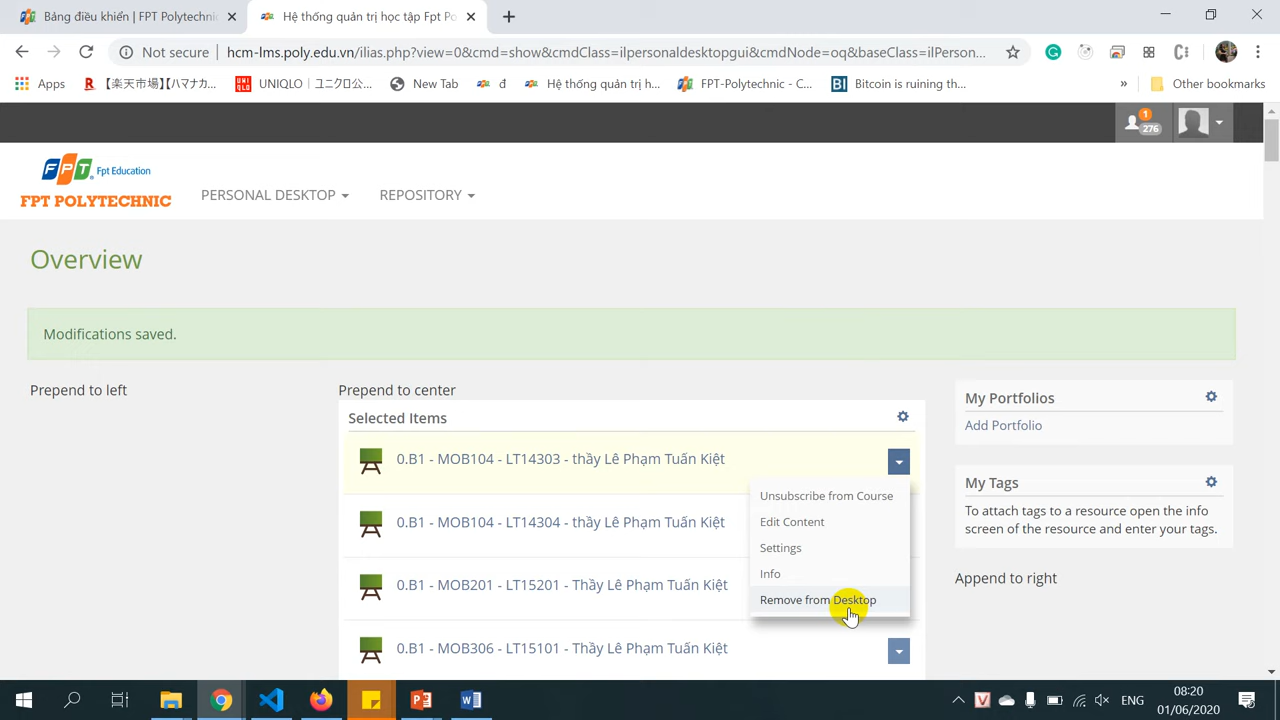 Bảng điều khiển | FPT Polytechnic
Hệ thống quản trị học tập Fpt Po
Not secure
hcm-lms.poly.edu.vn/ilias.php?view=0&cmd=show&cmdClass=ilpersonaldesktopgui&cmdNode=oq&baseClass=ilPerson...
Apps
【楽天市場】【ハマナカ...
UNIQLO｜ユニクロ公...
New Tab
đ
Hệ thống quản trị h...
FPT-Polytechnic - C...
Bitcoin is ruining th...
»
Other bookmarks
1
276
FPT Fpt Education
FPT POLYTECHNIC
PERSONAL DESKTOP
REPOSITORY
Overview
Modifications saved.
Prepend to left
Prepend to center
Selected Items
0.B1 - MOB104 - LT14303 - thầy Lê Phạm Tuấn Kiệt
0.B1 - MOB104 - LT14304 - thầy Lê Phạm Tuấn Kiệt
0.B1 - MOB201 - LT15201 - Thầy Lê Phạm Tuấn Kiệt
0.B1 - MOB306 - LT15101 - Thầy Lê Phạm Tuấn Kiệt
Unsubscribe from Course
Edit Content
Settings
Info
Remove from Desktop
My Portfolios
Add Portfolio
My Tags
To attach tags to a resource open the info
screen of the resource and enter your tags.
Append to right
ENG
08:20
01/06/2020